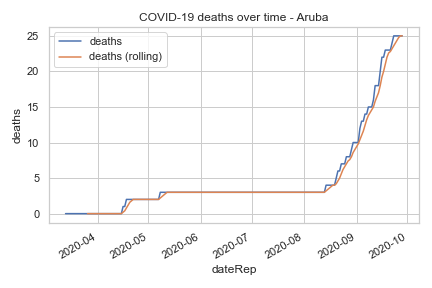 COVID-19 deaths over time - Aruba
deaths
deaths (rolling)
25
20
15
10
5
0
deaths
2020-04
2020-05
2020-06
2020-07
2020-08
2020-09
2020-10
dateRep